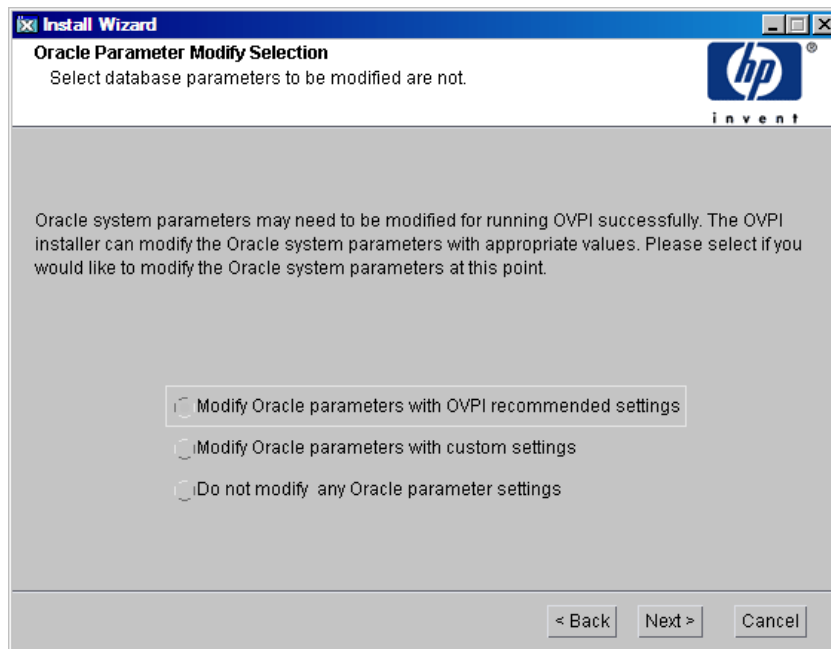 Install Wizard
Oracle Parameter Modify Selection
Select database parameters to be modified are not.
hp
®
invent
Oracle system parameters may need to be modified for running OVPI successfully. The OVPI
installer can modify the Oracle system parameters with appropriate values. Please select if you
would like to modify the Oracle system parameters at this point.
Modify Oracle parameters with OVPI recommended settings
Modify Oracle parameters with custom settings
Do not modify any Oracle parameter settings
< Back Next > Cancel